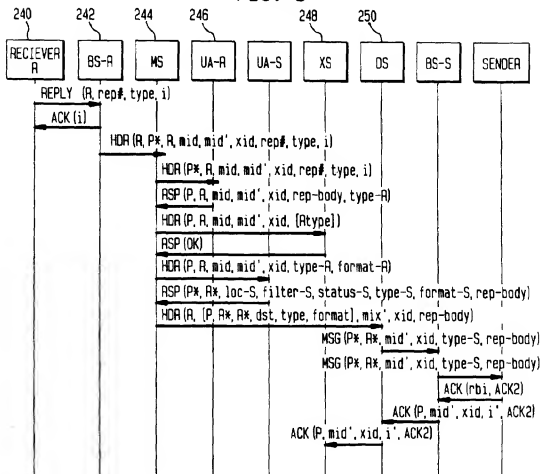 240
242
244
246
248
250
RECIEVER R
BS-R
MS
UA-R
UA-S
XS
DS
BS-S
SENDER
REPLY (R, rep#, type, i)
ACK (i)
HDR (R, P*, R, mid, mid', xid, rep#, type, i)
HDR (P*, R, mid, mid', xid, rep#, type, i)
RSP (P, R, mid, mid', xid, rep-body, type-R)
HDR (P, R, mid, mid', xid, [Rtype])
RSP (OK)
HDR (P, R, mid, mid', xid, type-R, format-R)
RSP (P*, R*, loc-S, filter-S, status-S, type-S, format-S, rep-body)
HDR (R, [P, R*, R*, dst, type, format], mix', xid, rep-body)
MSG (P*, R*, mid', xid, type-S, rep-body)
MSG (P*, R*, mid', xid, type-S, rep-body)
ACK (rbi, ACK2)
ACK (P, mid', xid, i', ACK2)
ACK (P, mid', xid, i', ACK2)